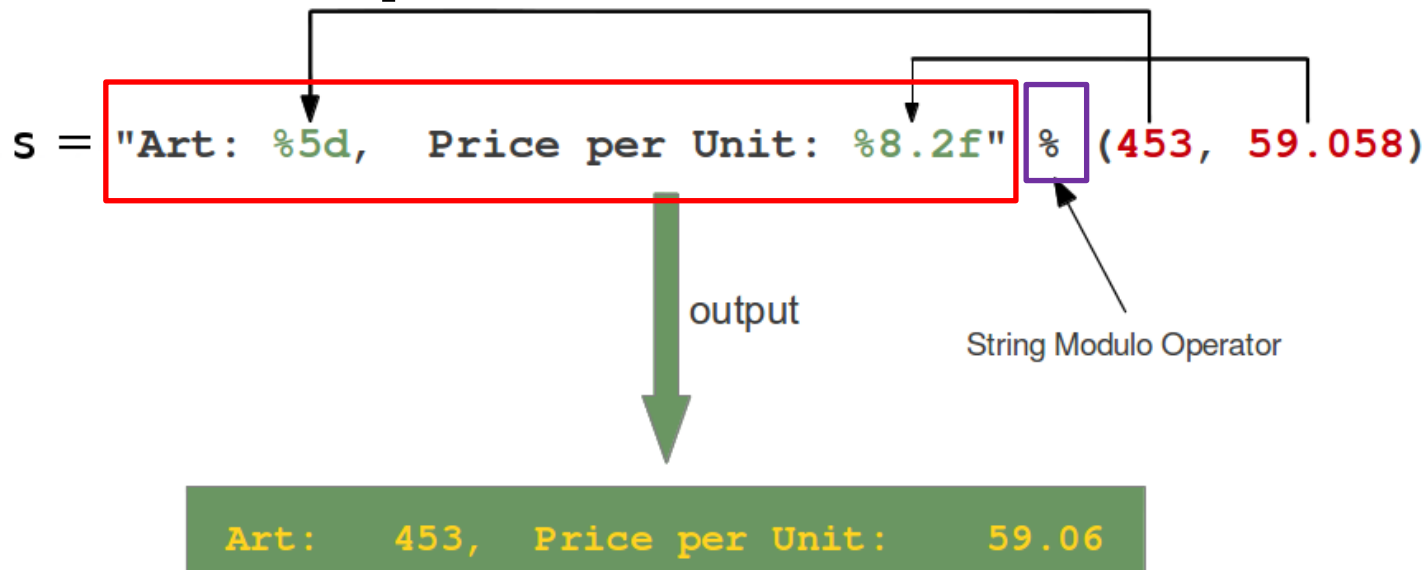 s = "Art: %5d,  Price per Unit: %8.2f" % (453, 59.058)
output
String Modulo Operator
Art:   453,  Price per Unit:    59.06